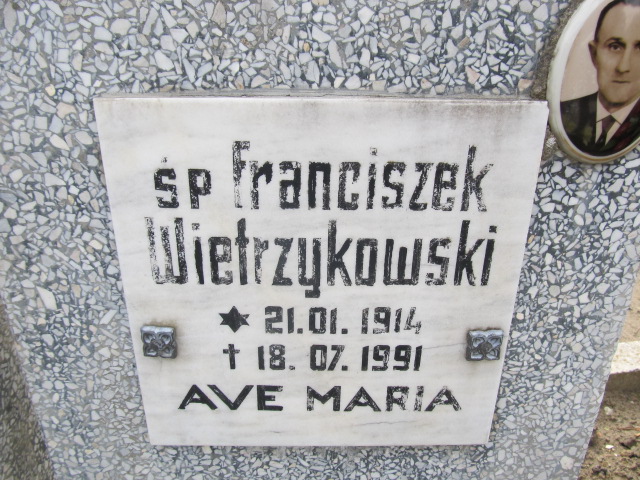 śp Franciszek
Wietrzykowski
✶ 21.01.1914
✝ 18.07.1991
AVE MARIA